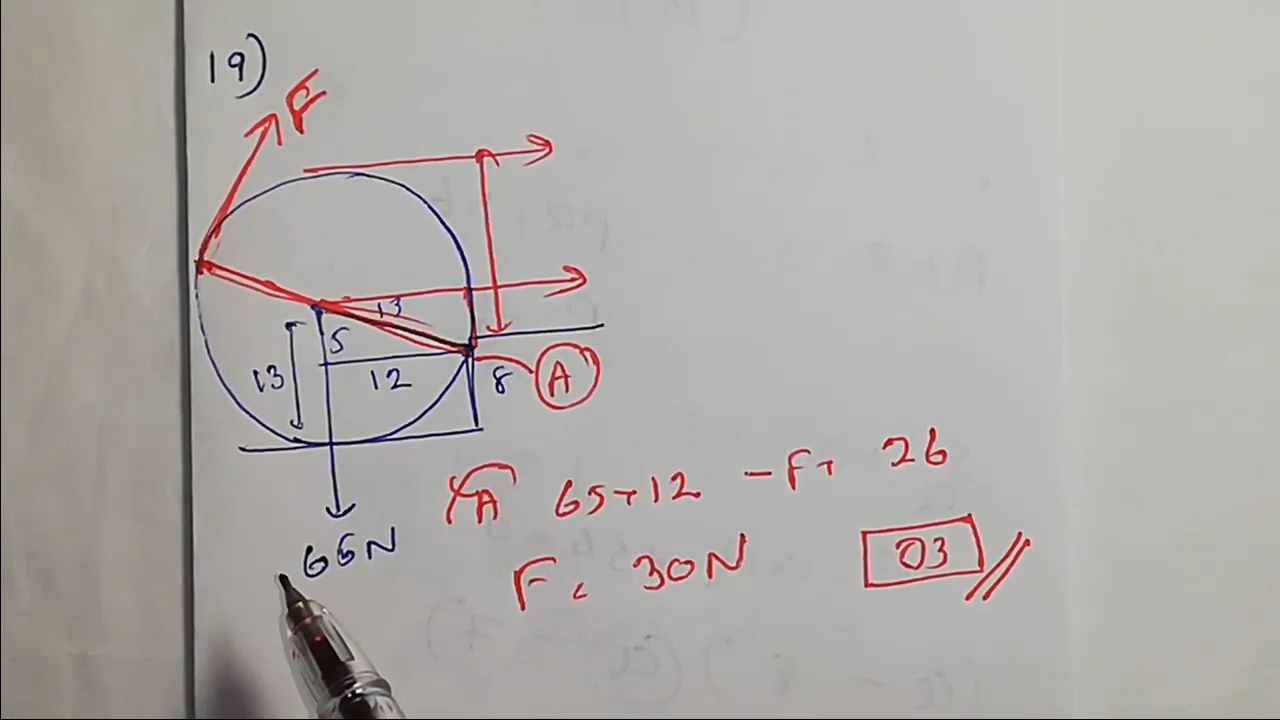 19)
F
13
5
13
12
8
A
65N
A 65×12 - F× 26
F = 30N
03